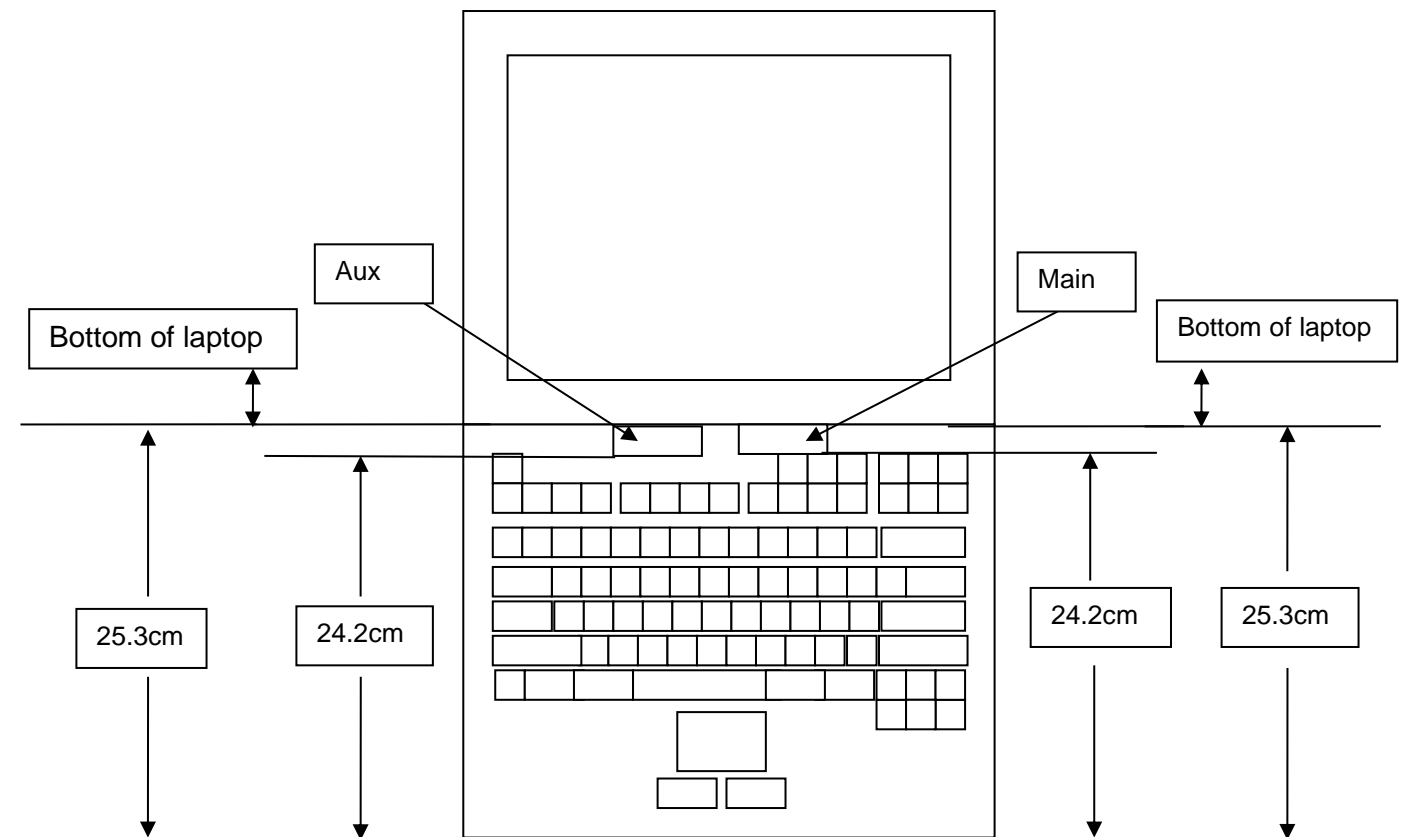 Aux
Main
Bottom of laptop
Bottom of laptop
25.3cm
24.2cm
24.2cm
25.3cm